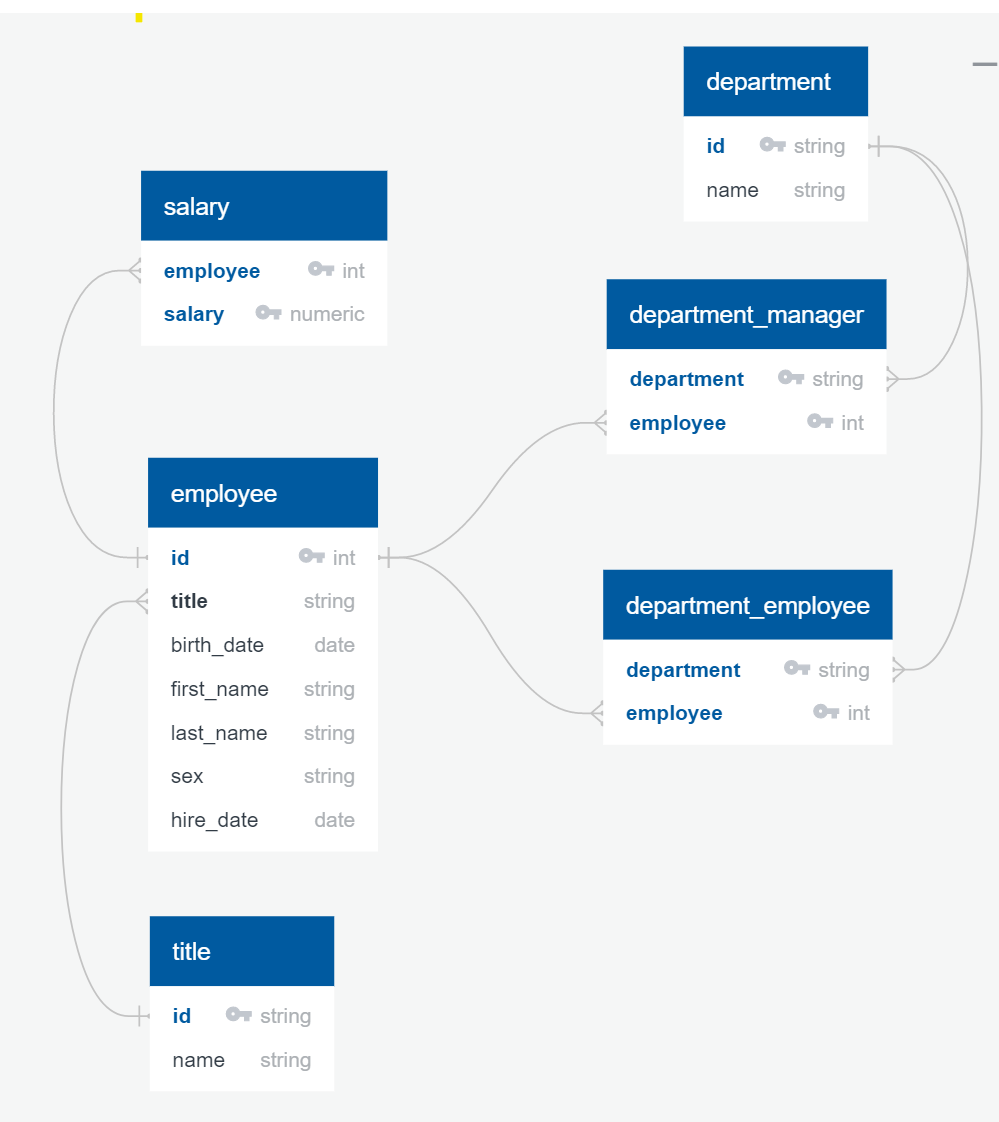 department
id string
name string
salary
employee int
salary numeric
department_manager
department string
employee int
employee
id int
title string
birth_date date
first_name string
last_name string
sex string
hire_date date
department_employee
department string
employee int
title
id string
name string